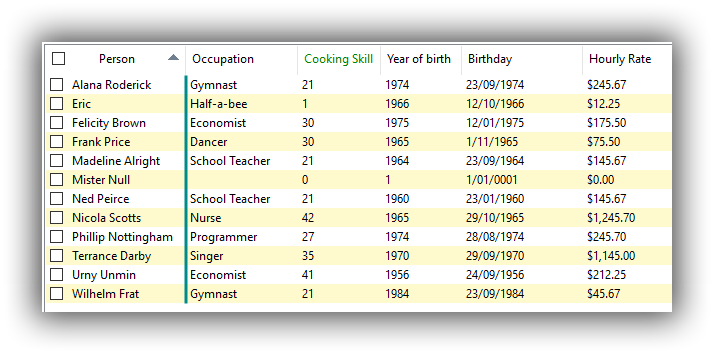 Person Occupation Cooking Skill Year of birth Birthday Hourly Rate
Alana Roderick Gymnast 21 1974 23/09/1974 $245.67
Eric Half-a-bee 1 1966 12/10/1966 $12.25
Felicity Brown Economist 30 1975 12/01/1975 $175.50
Frank Price Dancer 30 1965 1/11/1965 $75.50
Madeline Alright School Teacher 21 1964 23/09/1964 $145.67
Mister Null 0 1 1/01/0001 $0.00
Ned Peirce School Teacher 21 1960 23/01/1960 $145.67
Nicola Scotts Nurse 42 1965 29/10/1965 $1,245.70
Phillip Nottingham Programmer 27 1974 28/08/1974 $245.70
Terrance Darby Singer 35 1970 29/09/1970 $1,145.00
Urny Unmin Economist 41 1956 24/09/1956 $212.25
Wilhelm Frat Gymnast 21 1984 23/09/1984 $45.67